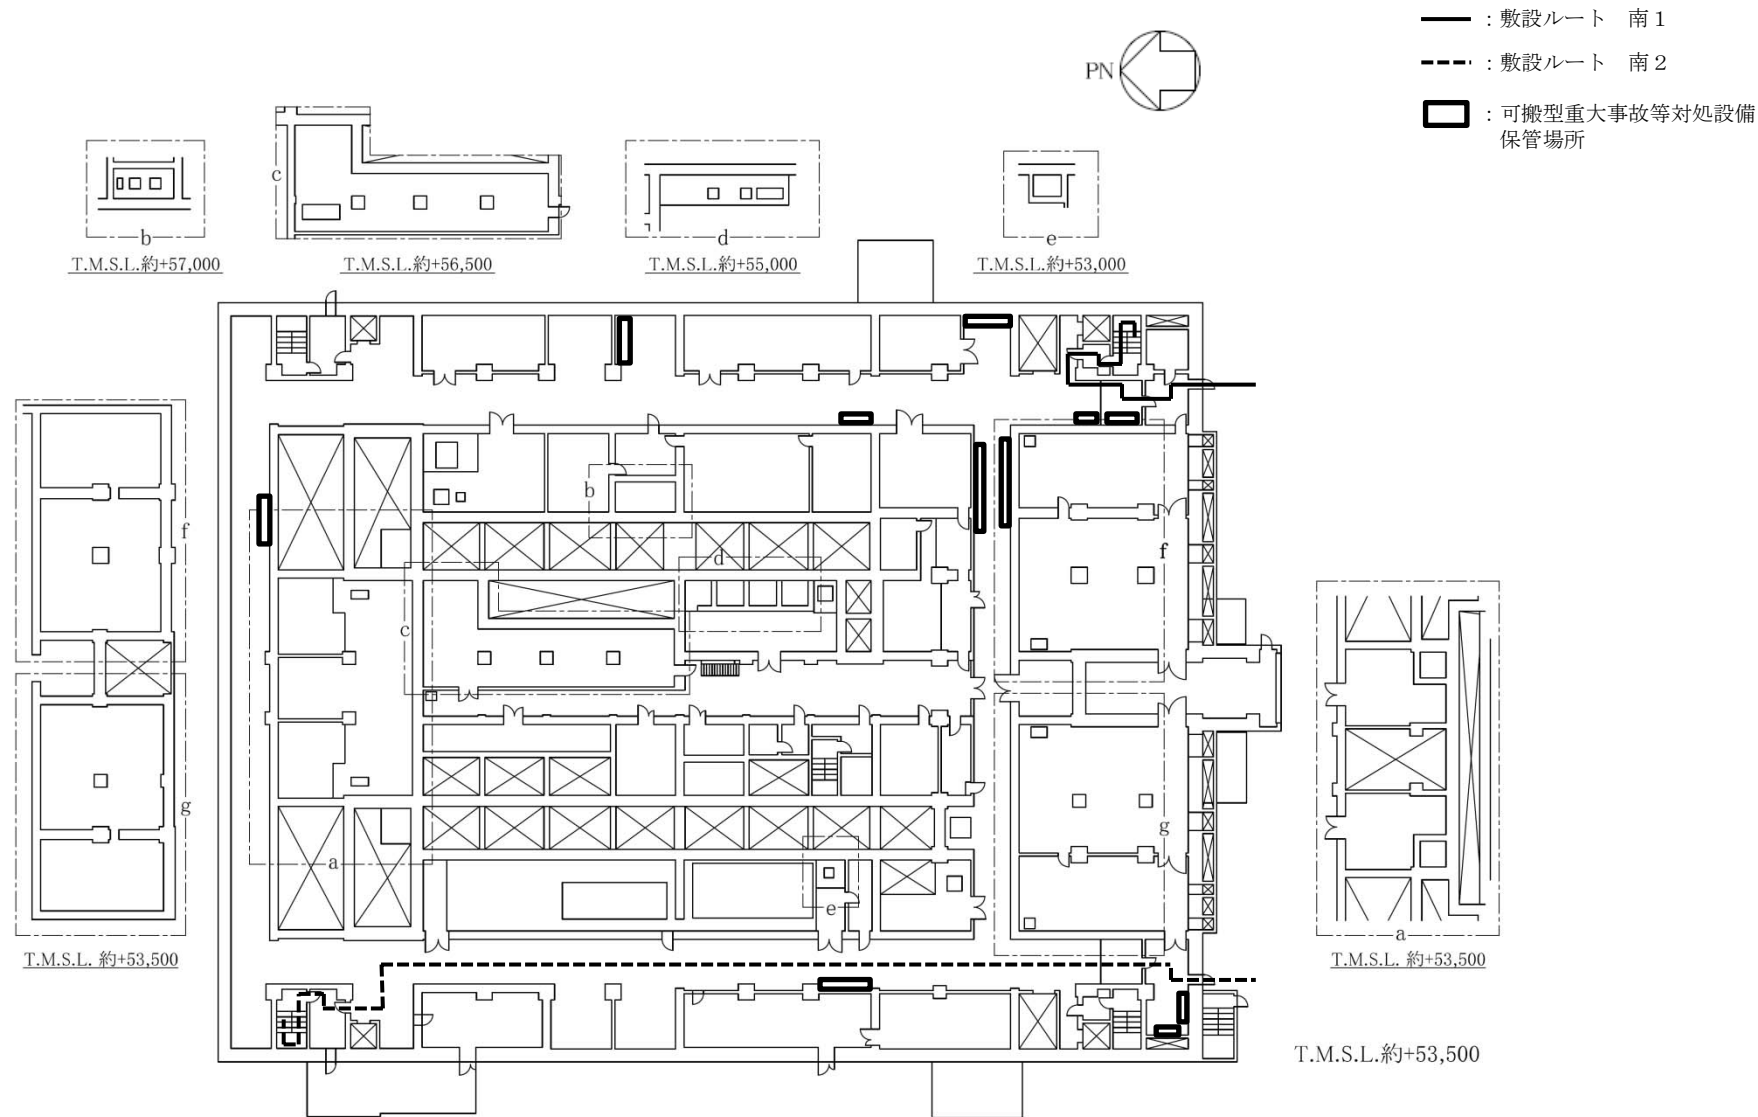 ：敷設ルート　南１
：敷設ルート　南２
：可搬型重大事故等対処設備
保管場所
PN
b
T.M.S.L.約+57,000
c
T.M.S.L.約+56,500
d
T.M.S.L.約+55,000
e
T.M.S.L.約+53,000
f
g
T.M.S.L. 約+53,500
b
d
c
a
e
f
g
a
T.M.S.L. 約+53,500
T.M.S.L.約+53,500